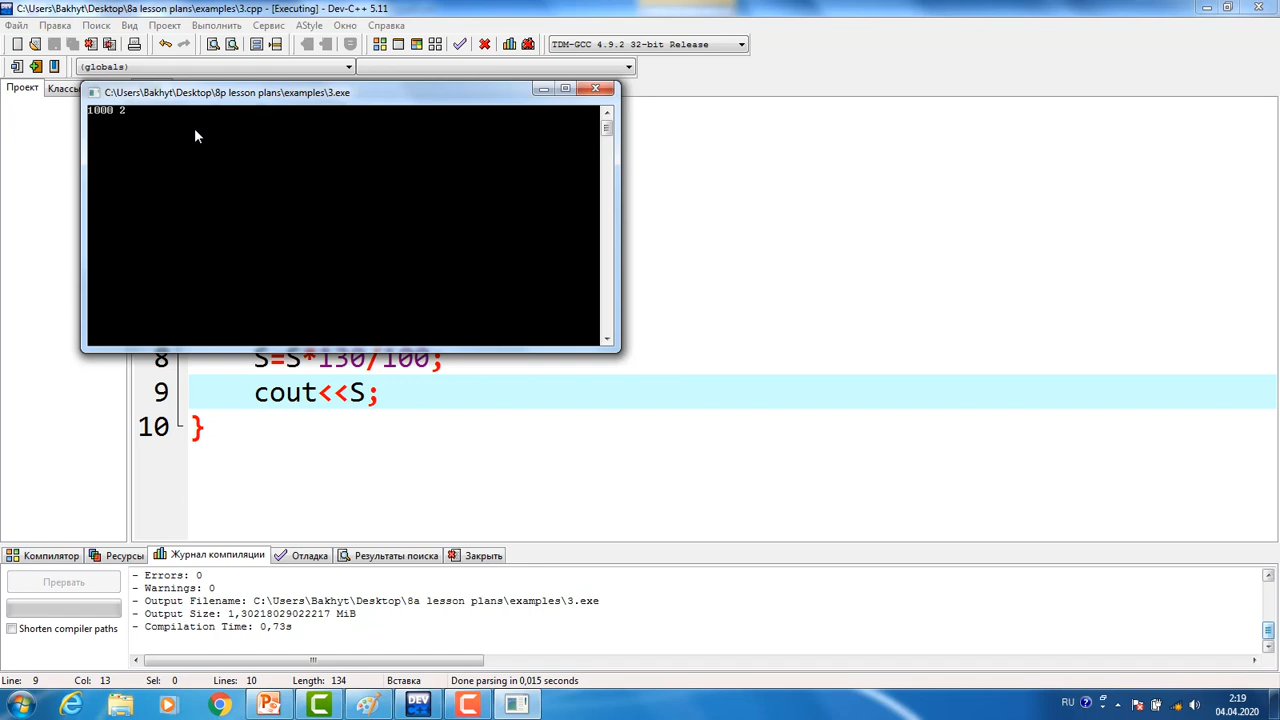 C:\Users\Bakhyt\Desktop\8a lesson plans\examples\3.cpp - [Executing] - Dev-C++ 5.11
Файл Правка Поиск Вид Проект Выполнить Сервис AStyle Окно Справка
TDM-GCC 4.9.2 32-bit Release
(globals)
Проект Классы
C:\Users\Bakhyt\Desktop\8p lesson plans\examples\3.exe
1000 2
8 S=S*130/100;
9 cout<<S;
10 }
Компилятор Ресурсы Журнал компиляции Отладка Результаты поиска Закрыть
Прервать
Shorten compiler paths
- Errors: 0
- Warnings: 0
- Output Filename: C:\Users\Bakhyt\Desktop\8a lesson plans\examples\3.exe
- Output Size: 1,30218029022217 MiB
- Compilation Time: 0,73s
Line: 9 Col: 13 Sel: 0 Lines: 10 Length: 134 Вставка Done parsing in 0,015 seconds
DEV
RU 2:19
04.04.2020